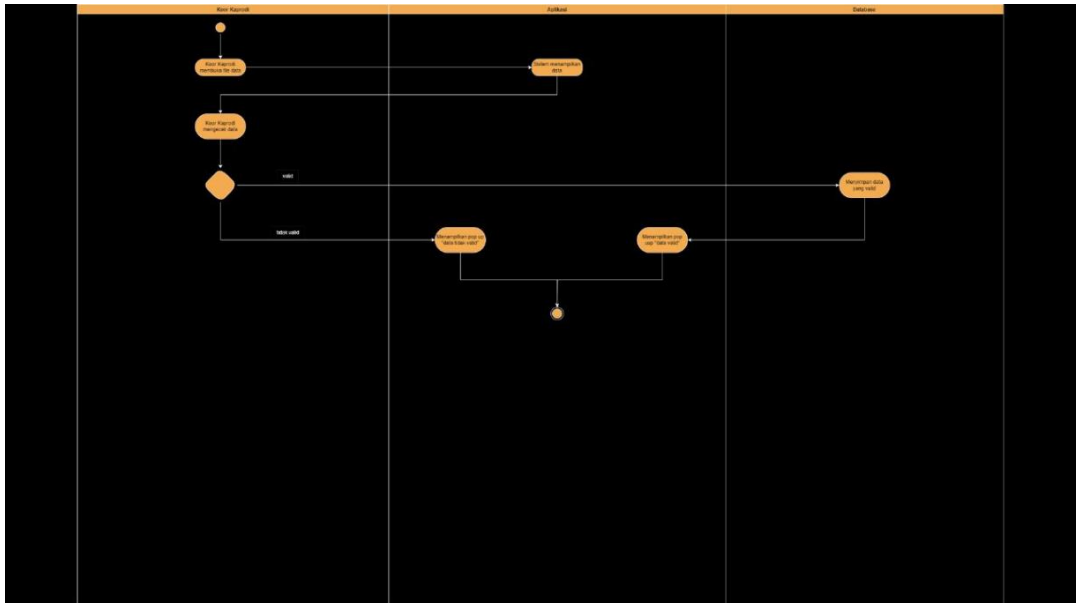 Koor Kaprodi
Aplikasi
Database
Koor Kaprodi
membuka file data
Sistem menampilkan
data
Koor Kaprodi
mengecek data
valid
Menyimpan data
yang valid
tidak valid
Menampilkan pop up
"data tidak valid"
Menampilkan pop
"data valid"